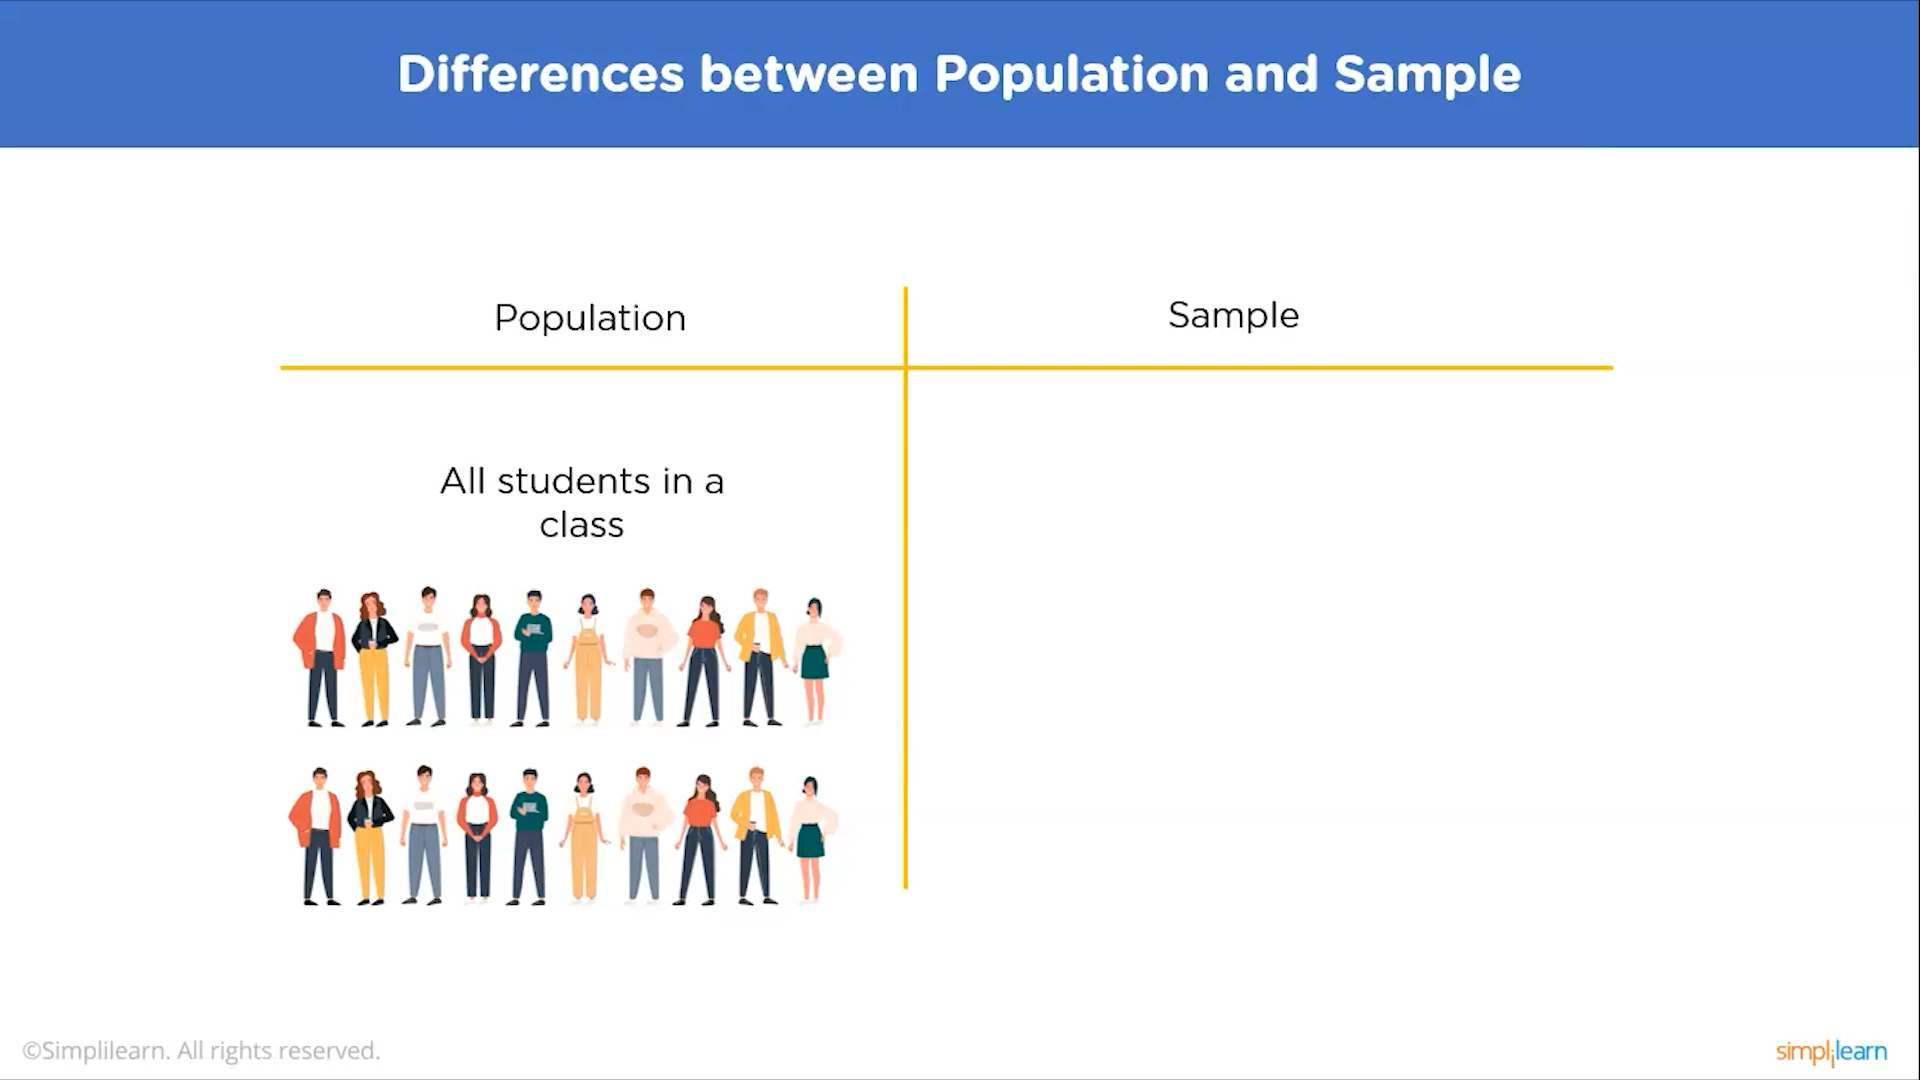 Differences between Population and Sample
Population
Sample
All students in a
class
©Simplilearn. All rights reserved.
simplilearn